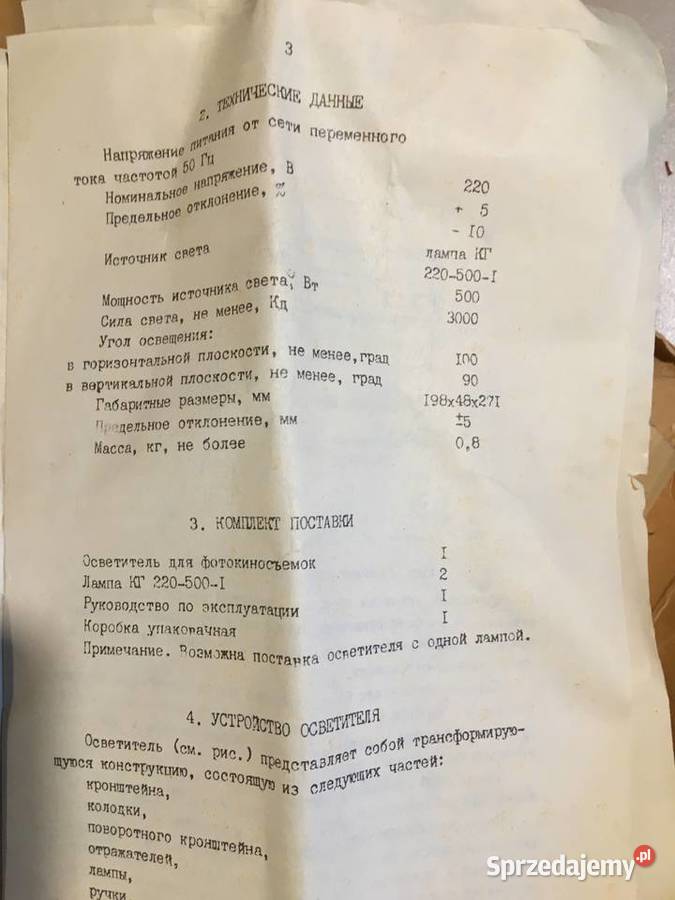 3
2. ТЕХНИЧЕСКИЕ ДАННЫЕ
Напряжение питания от сети переменного
тока частотой 50 Гц
Номинальное напряжение, В 220
Предельное отклонение, % + 5
- I0
Источник света лампа КГ
220-500-I
Мощность источника света, Вт 500
Сила света, не менее, Кд 3000
Угол освещения:
в горизонтальной плоскости, не менее,град I00
в вертикальной плоскости, не менее, град 90
Габаритные размеры, мм I98х48х27I
Предельное отклонение, мм ±5
Масса, кг, не более 0,8
3. КОМПЛЕКТ ПОСТАВКИ
Осветитель для фотокиносъемок I
Лампа КГ 220-500-I 2
Руководство по эксплуатации I
Коробка упаковачная I
Примечание. Возможна поставка осветителя с одной лампой.
4. УСТРОЙСТВО ОСВЕТИТЕЛЯ
Осветитель (см. рис.) представляет собой трансформирую-
щуюся конструкцию, состоящую из следующих частей:
кронштейна,
колодки,
поворотного кронштейна,
отражателей,
лампы,
ручки
Sprzedajemy.pl